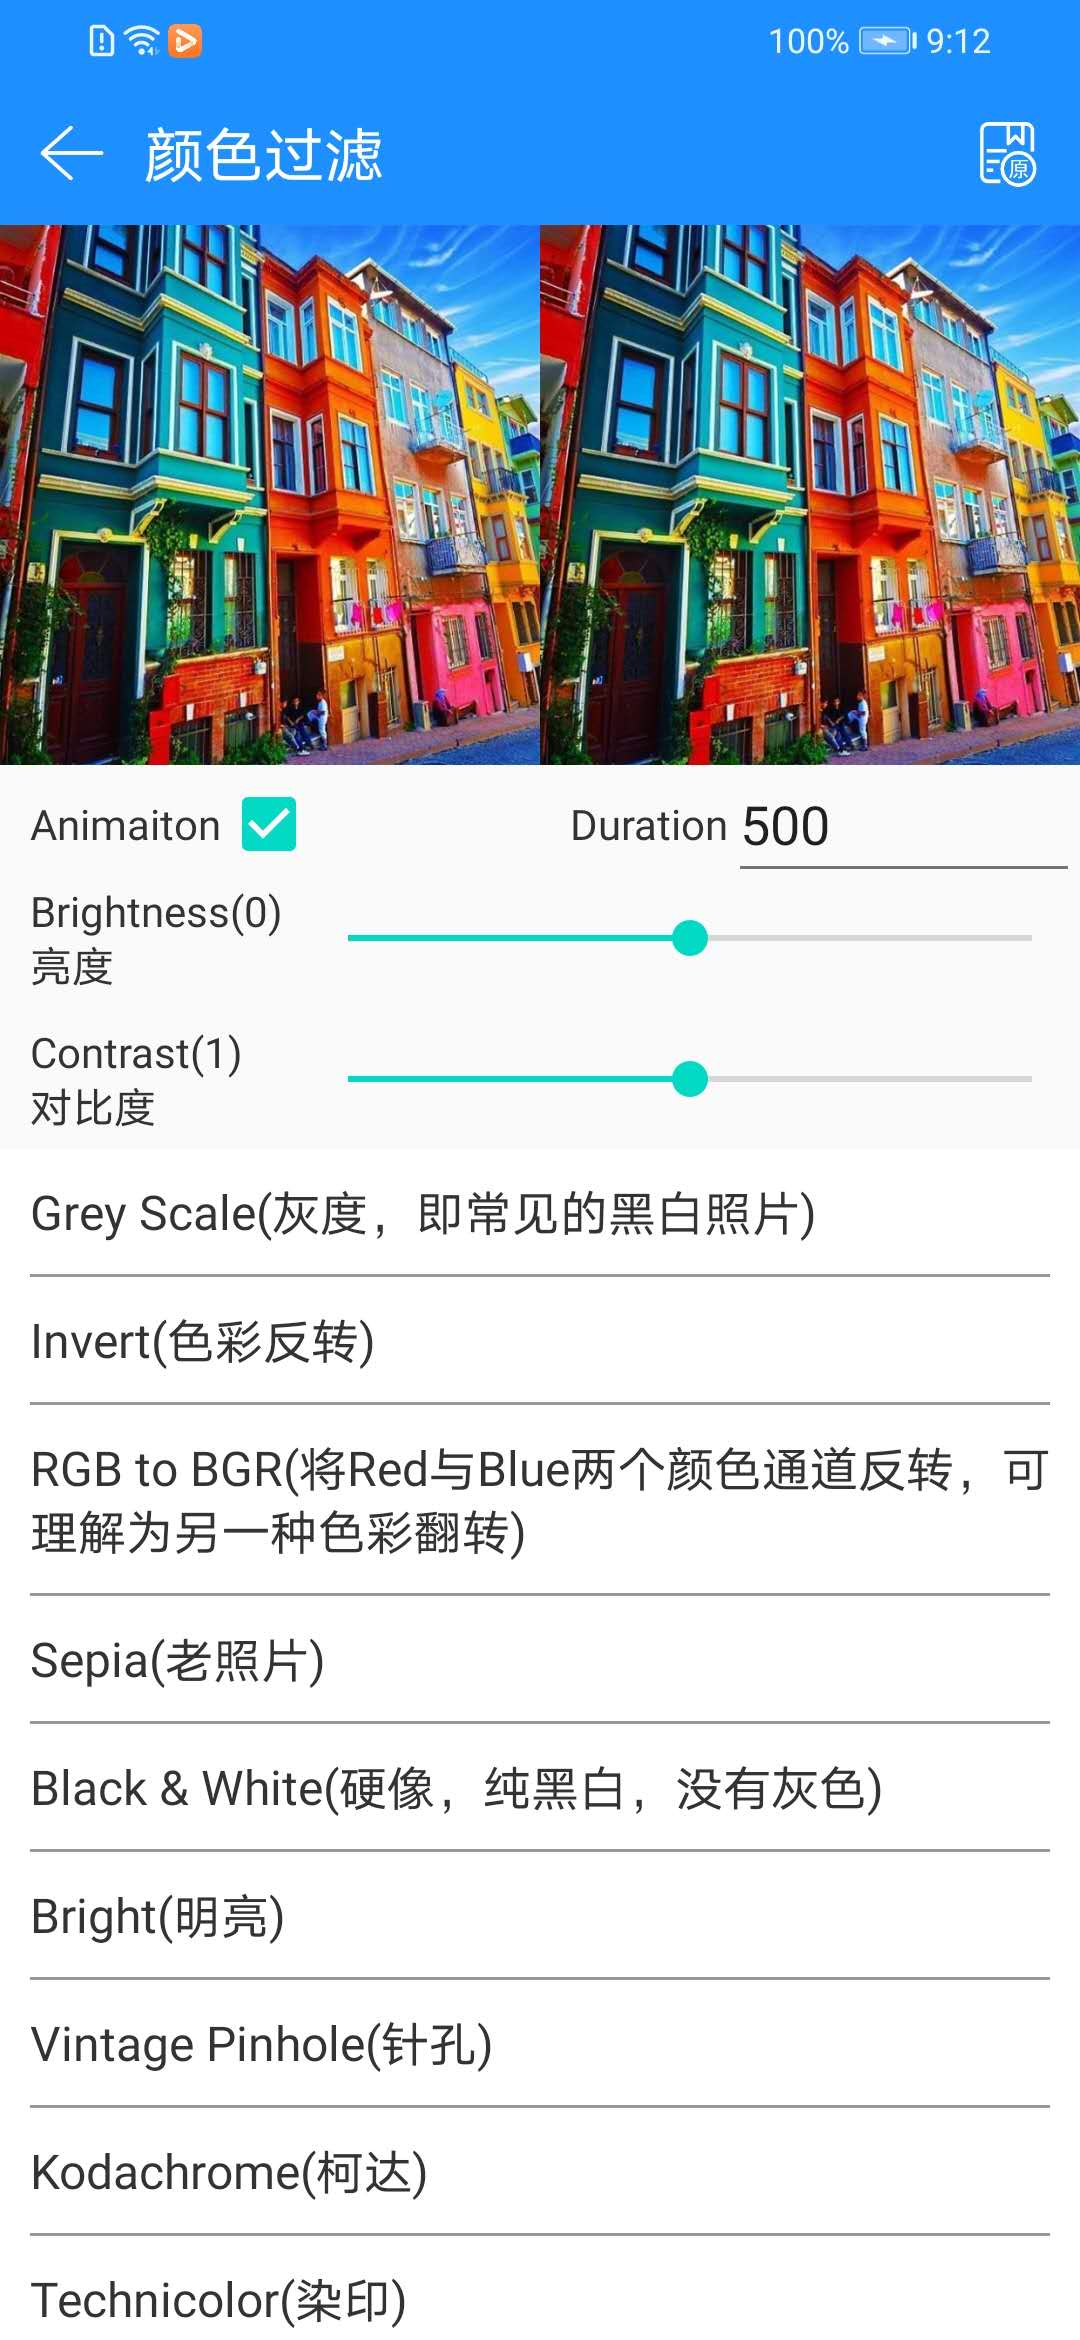 100% 9:12
颜色过滤
原
Animaiton
Duration 500
Brightness(0)
亮度
Contrast(1)
对比度
Grey Scale(灰度，即常见的黑白照片)
Invert(色彩反转)
RGB to BGR(将Red与Blue两个颜色通道反转，可
理解为另一种色彩翻转)
Sepia(老照片)
Black & White(硬像，纯黑白，没有灰色)
Bright(明亮)
Vintage Pinhole(针孔)
Kodachrome(柯达)
Technicolor(染印)